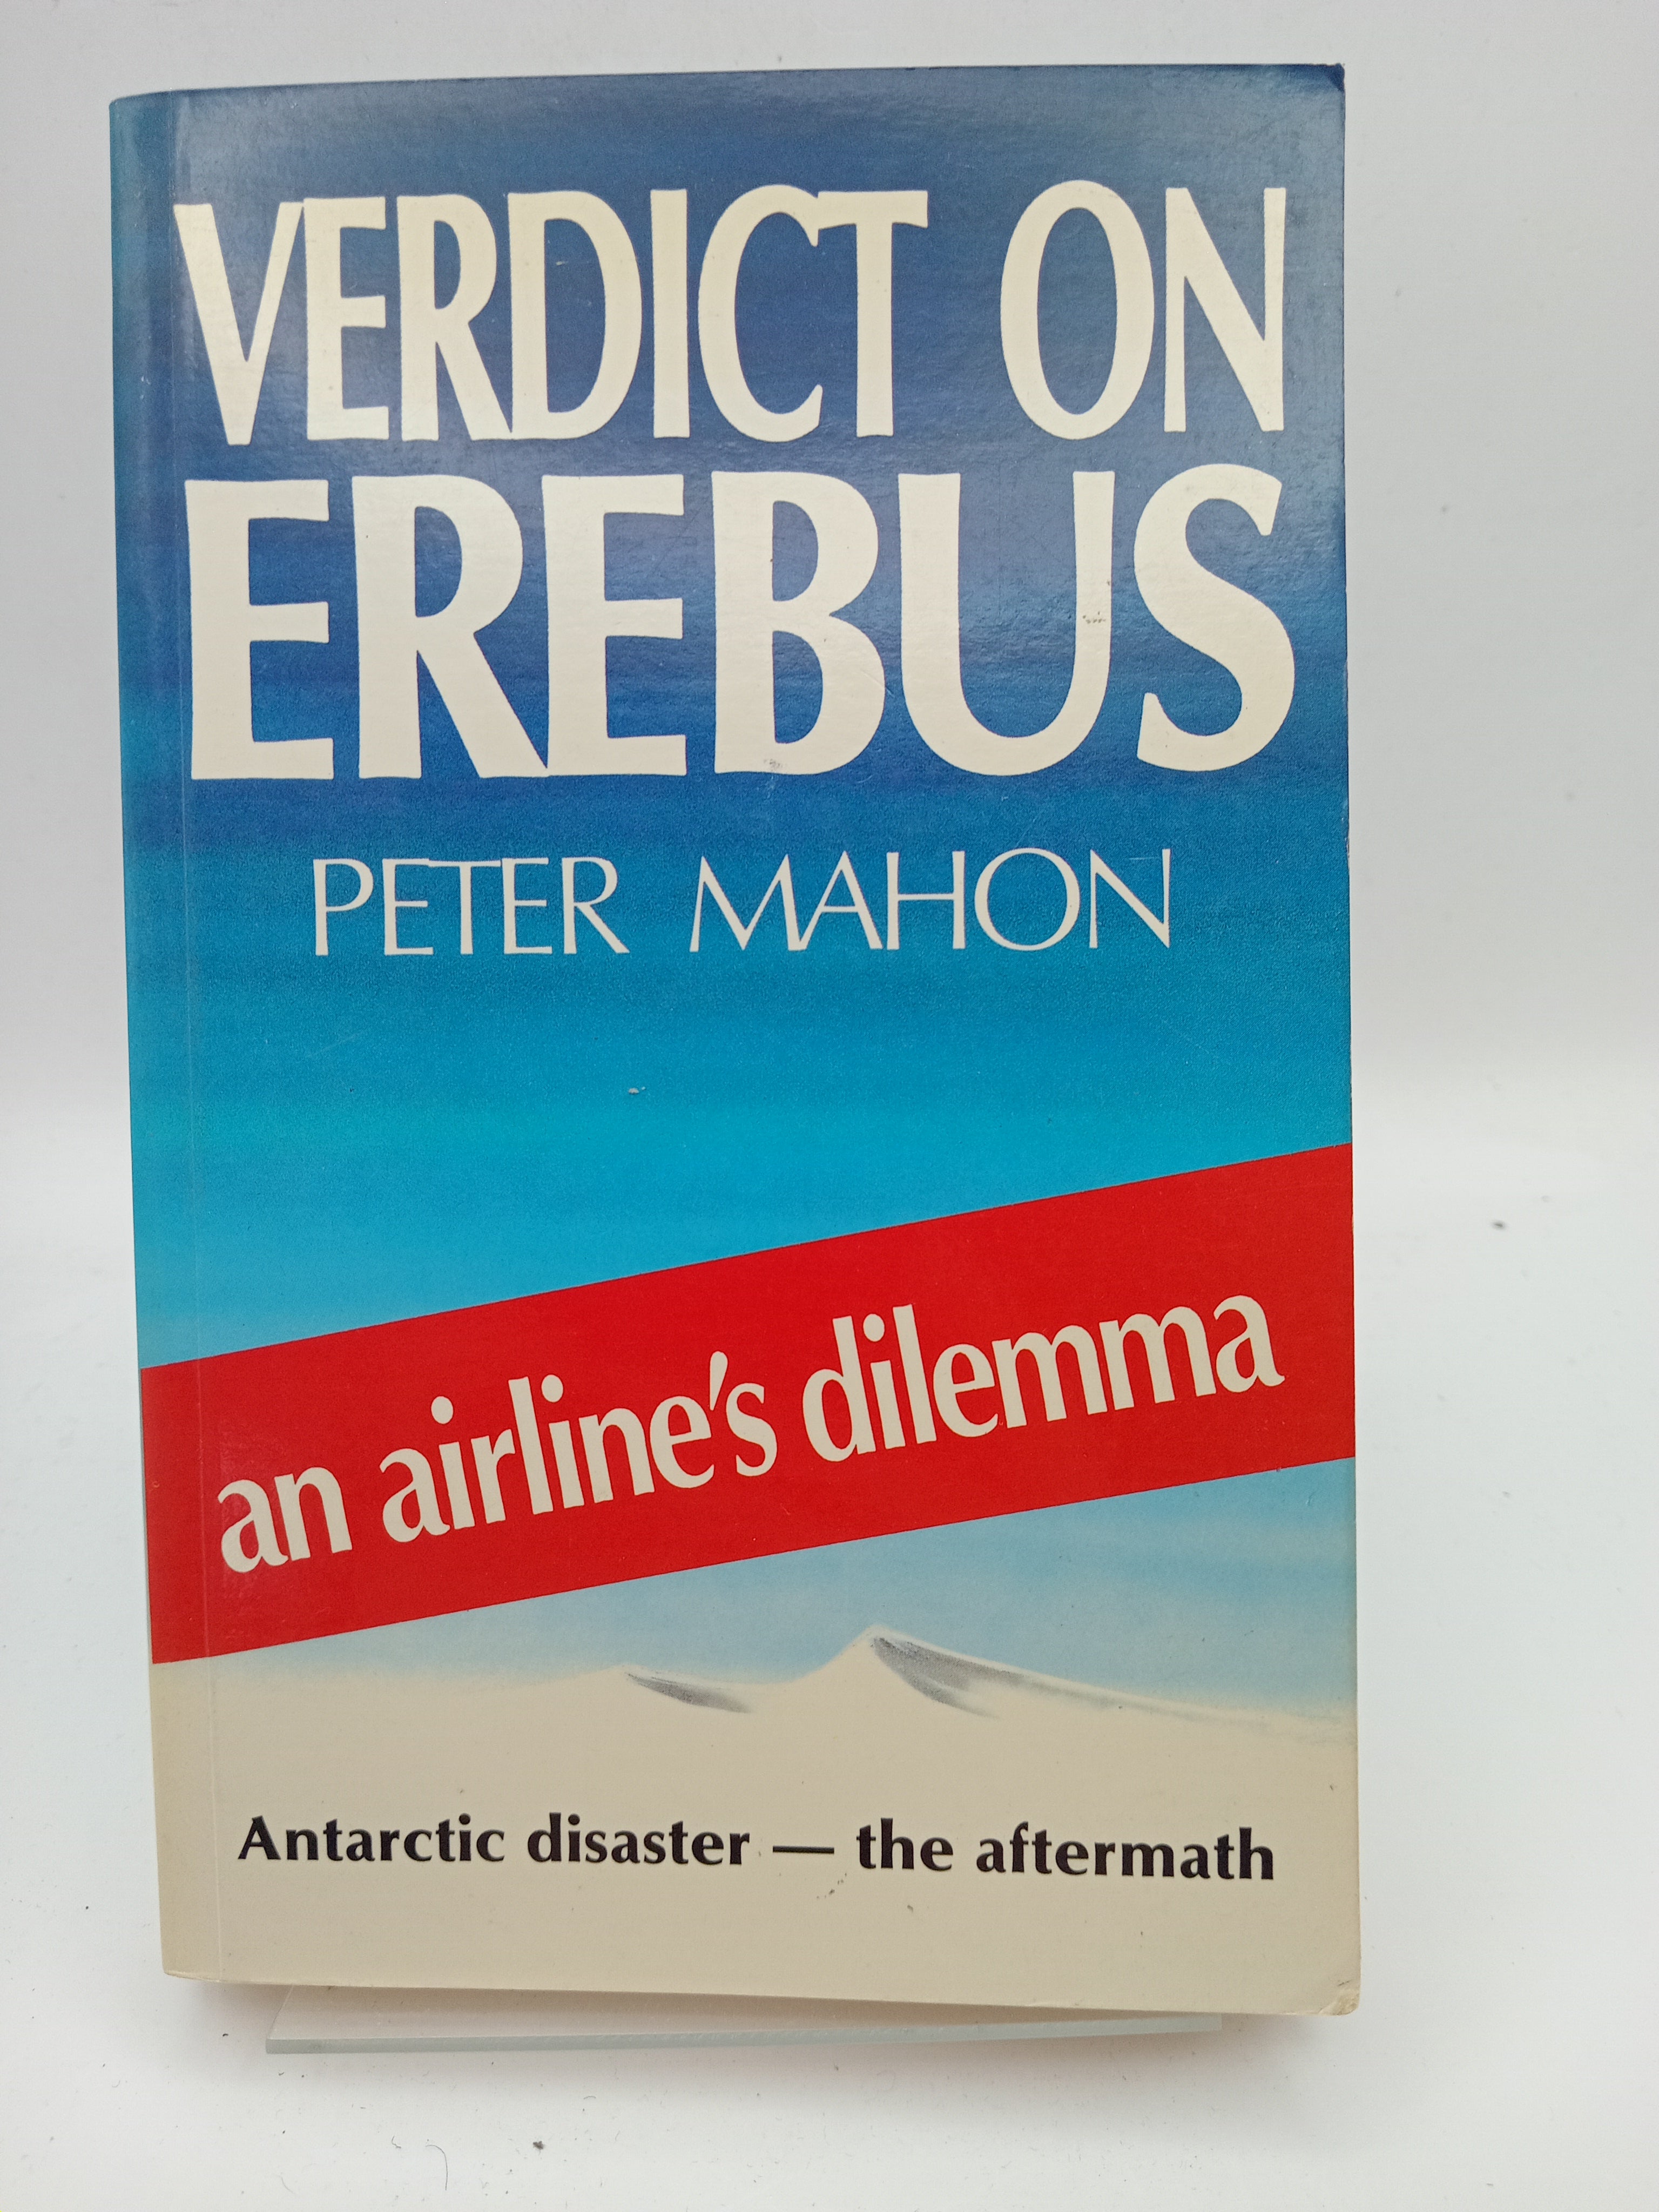 VERDICT ON
EREBUS
PETER MAHON
an airline's dilemma
Antarctic disaster — the aftermath